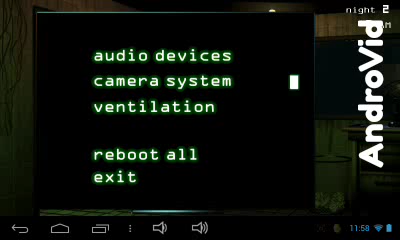 night 2
AM
audio devices
camera system
ventilation
reboot all
exit
AndroVid
11:58